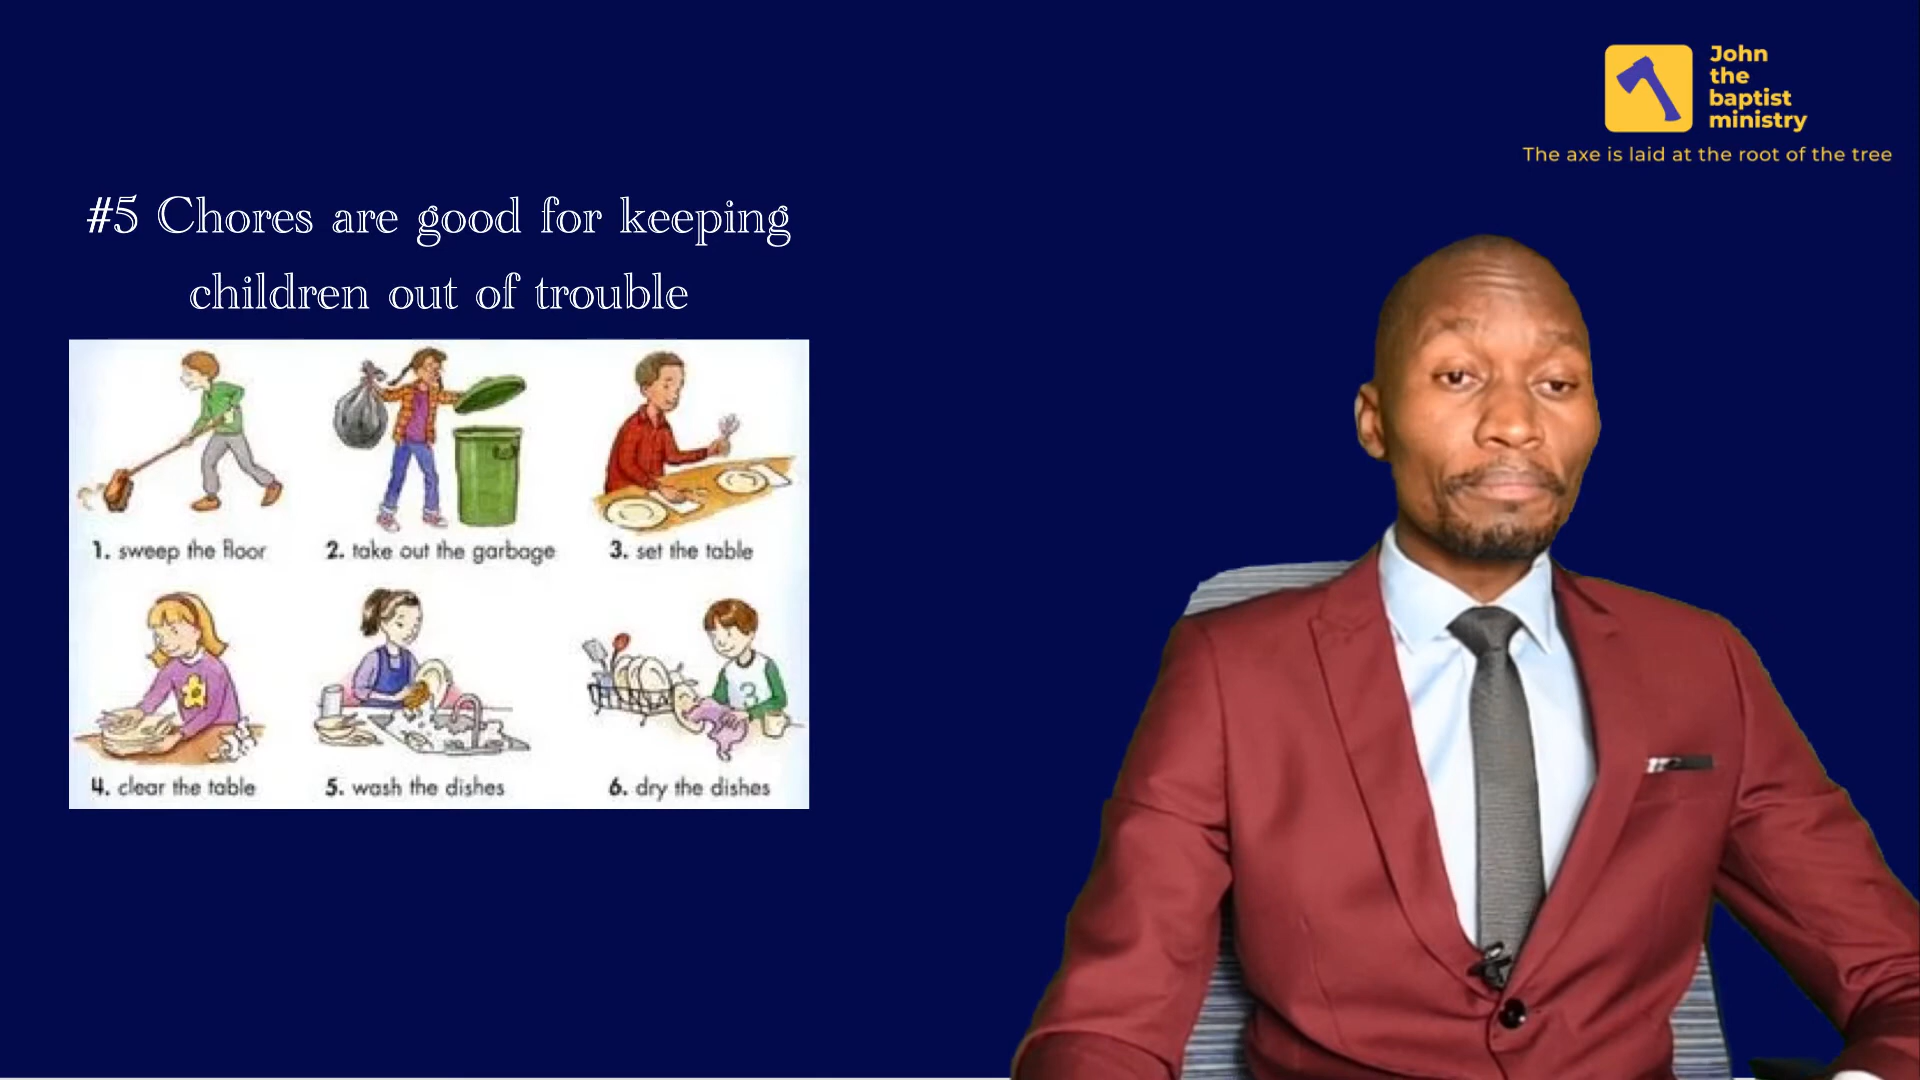 John
the
baptist
ministry
The axe is laid at the root of the tree
#5 Chores are good for keeping
children out of trouble
1. sweep the floor
2. take out the garbage
3. set the table
4. clear the table
5. wash the dishes
6. dry the dishes
3